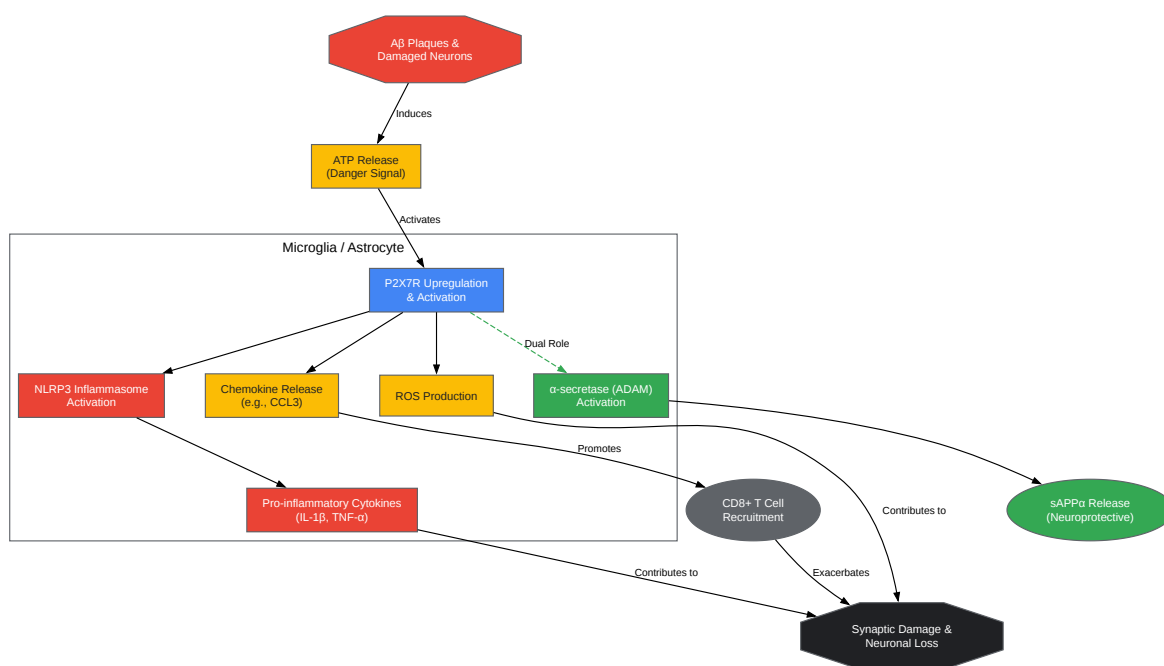 Aβ Plaques &
Damaged Neurons
Induces
ATP Release
(Danger Signal)
Activates
Microglia / Astrocyte
P2X7R Upregulation
& Activation
Dual Role
NLRP3 Inflammasome
Activation
Chemokine Release
(e.g., CCL3)
ROS Production
α-secretase (ADAM)
Activation
Promotes
Pro-inflammatory Cytokines
(IL-1β, TNF-α)
CD8+ T Cell
Recruitment
Contributes to
sAPPα Release
(Neuroprotective)
Contributes to
Exacerbates
Synaptic Damage &
Neuronal Loss